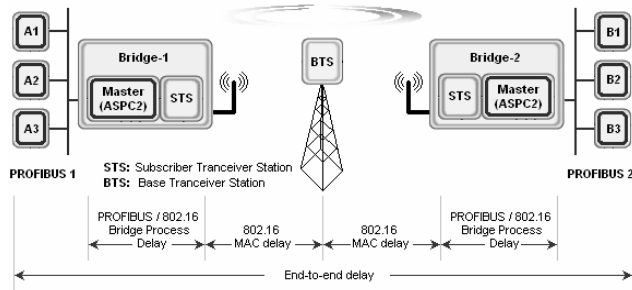 A1
A2
A3
Bridge-1
Master
(ASPC2)
STS
BTS
Bridge-2
STS
Master
(ASPC2)
B1
B2
B3
PROFIBUS 1
STS: Subscriber Tranceiver Station
BTS: Base Tranceiver Station
PROFIBUS 2
PROFIBUS / 802.16
Bridge Process
Delay
802.16
MAC delay
802.16
MAC delay
PROFIBUS / 802.16
Bridge Process
Delay
End-to-end delay